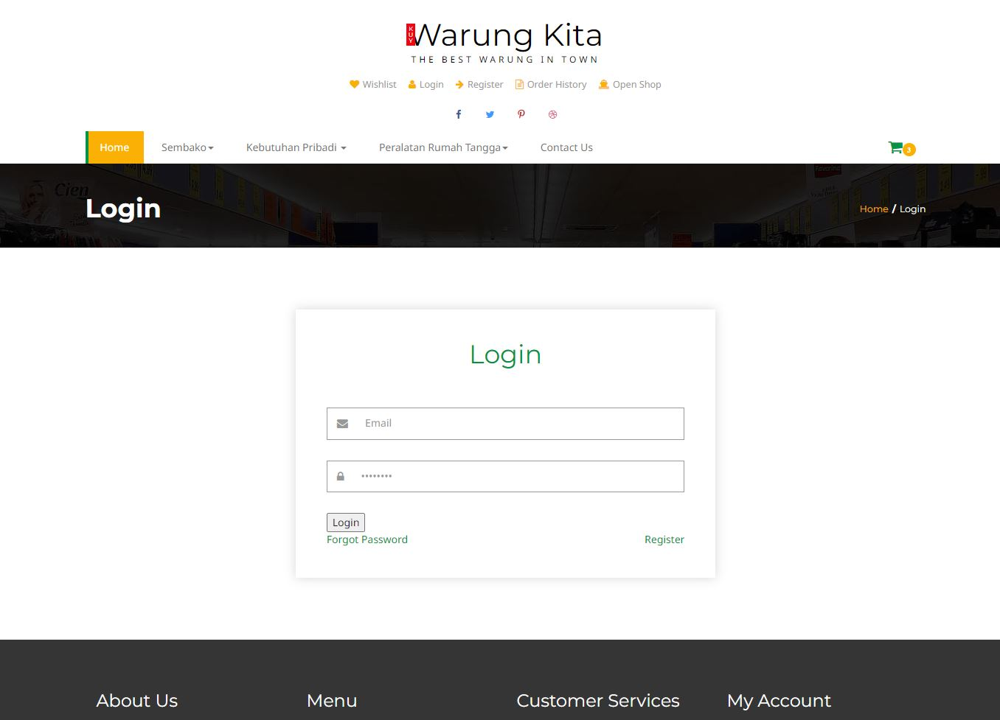 KUY
Warung Kita
THE BEST WARUNG IN TOWN
Wishlist Login Register Order History Open Shop
Home Sembako Kebutuhan Pribadi Peralatan Rumah Tangga Contact Us 3
Cien
Favorina
Login
Home / Login
Login
Email
••••••••
Login
Forgot Password Register
About Us Menu Customer Services My Account